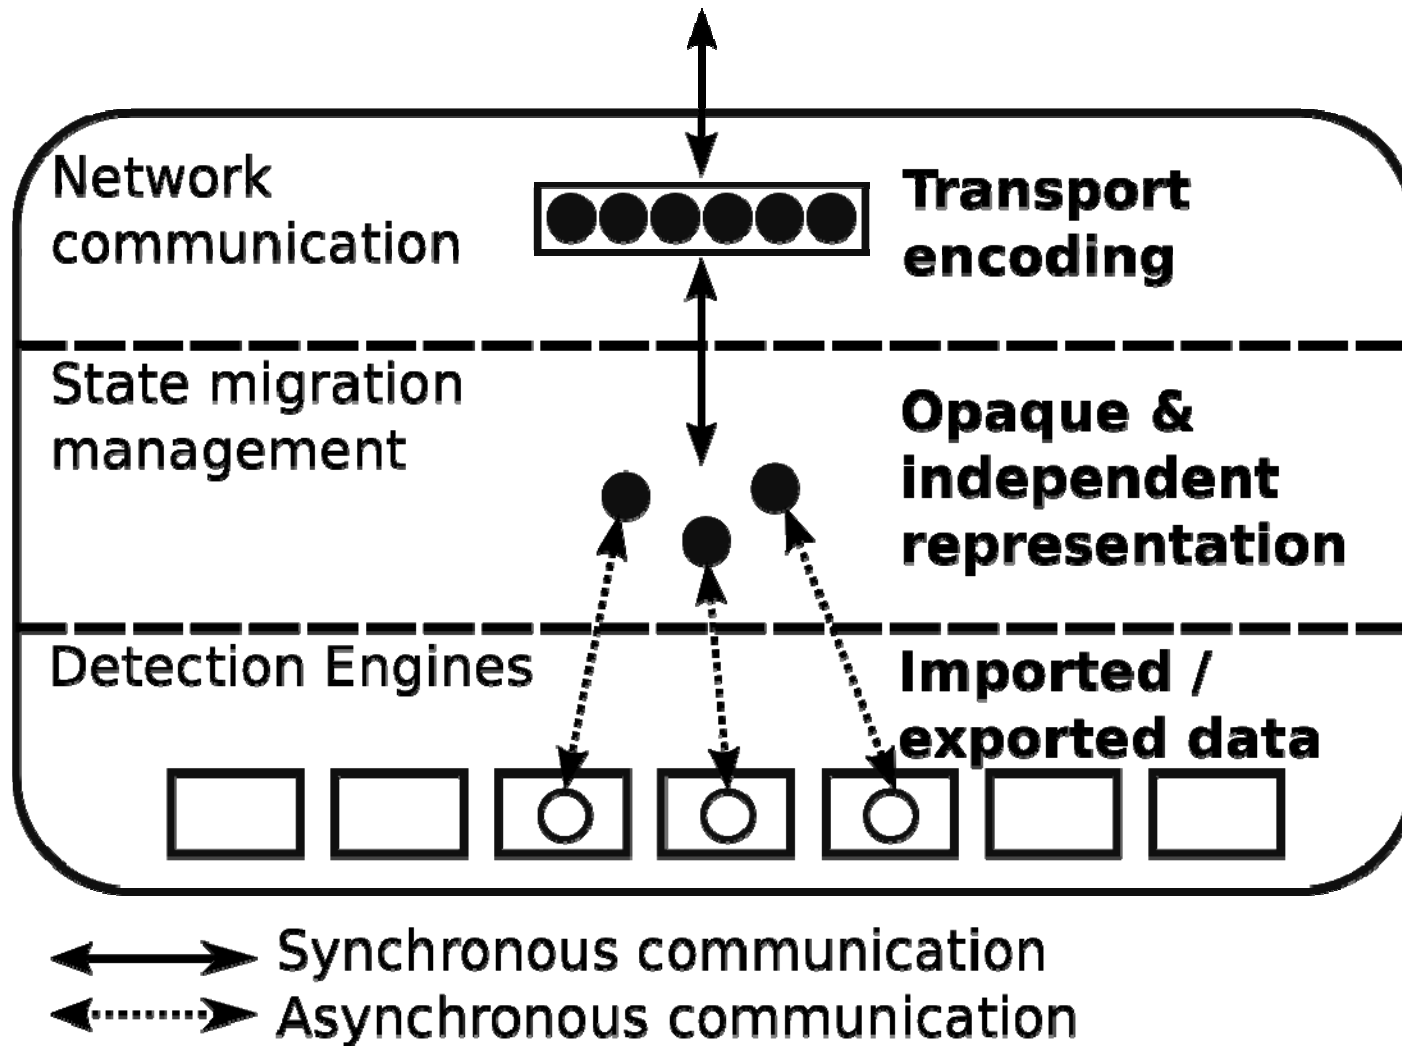 Network
communication
Transport
encoding
State migration
management
Opaque &
independent
representation
Detection Engines
Imported /
exported data
Synchronous communication
Asynchronous communication